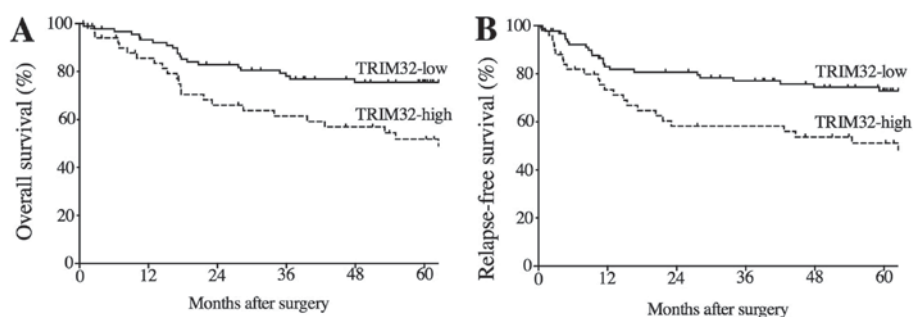 A
Overall survival (%)
100
80
60
40
20
0
TRIM32-low
TRIM32-high
0 12 24 36 48 60
Months after surgery
B
Relapse-free survival (%)
100
80
60
40
20
0
TRIM32-low
TRIM32-high
0 12 24 36 48 60
Months after surgery